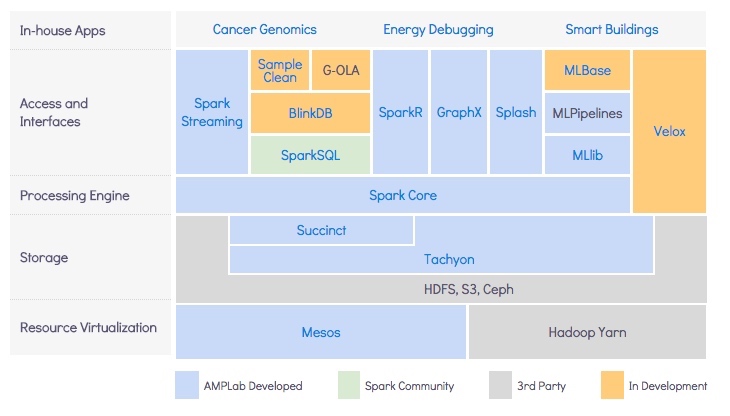 In-house Apps
Cancer Genomics
Energy Debugging
Smart Buildings
Access and
Interfaces
Spark
Streaming
Sample
Clean
G-OLA
BlinkDB
SparkSQL
SparkR
GraphX
Splash
MLBase
MLPipelines
MLlib
Velox
Processing Engine
Spark Core
Storage
Succinct
Tachyon
HDFS, S3, Ceph
Resource Virtualization
Mesos
Hadoop Yarn
AMPLab Developed
Spark Community
3rd Party
In Development